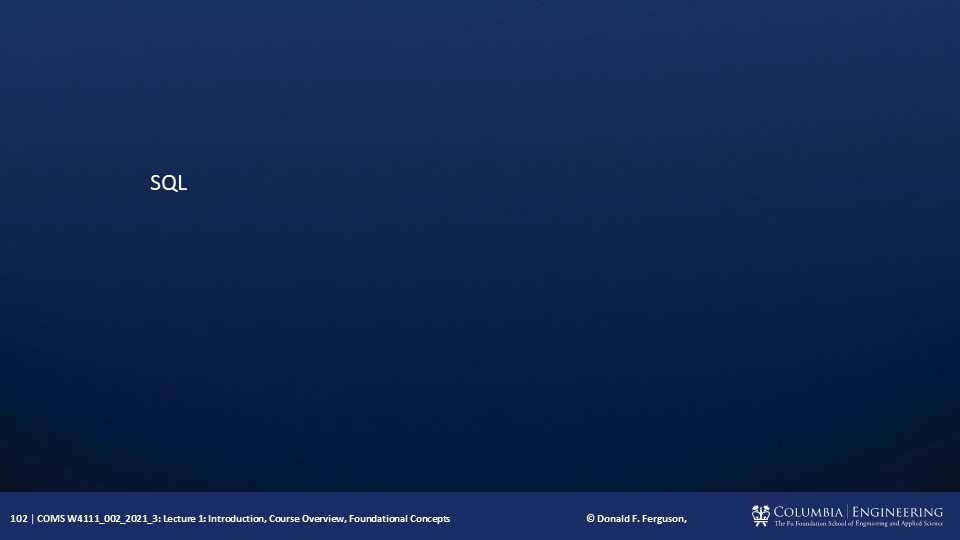 SQL
102 | COMS W4111_002_2021_3: Lecture 1: Introduction, Course Overview, Foundational Concepts
© Donald F. Ferguson,
COLUMBIA | ENGINEERING
The Fu Foundation School of Engineering and Applied Science